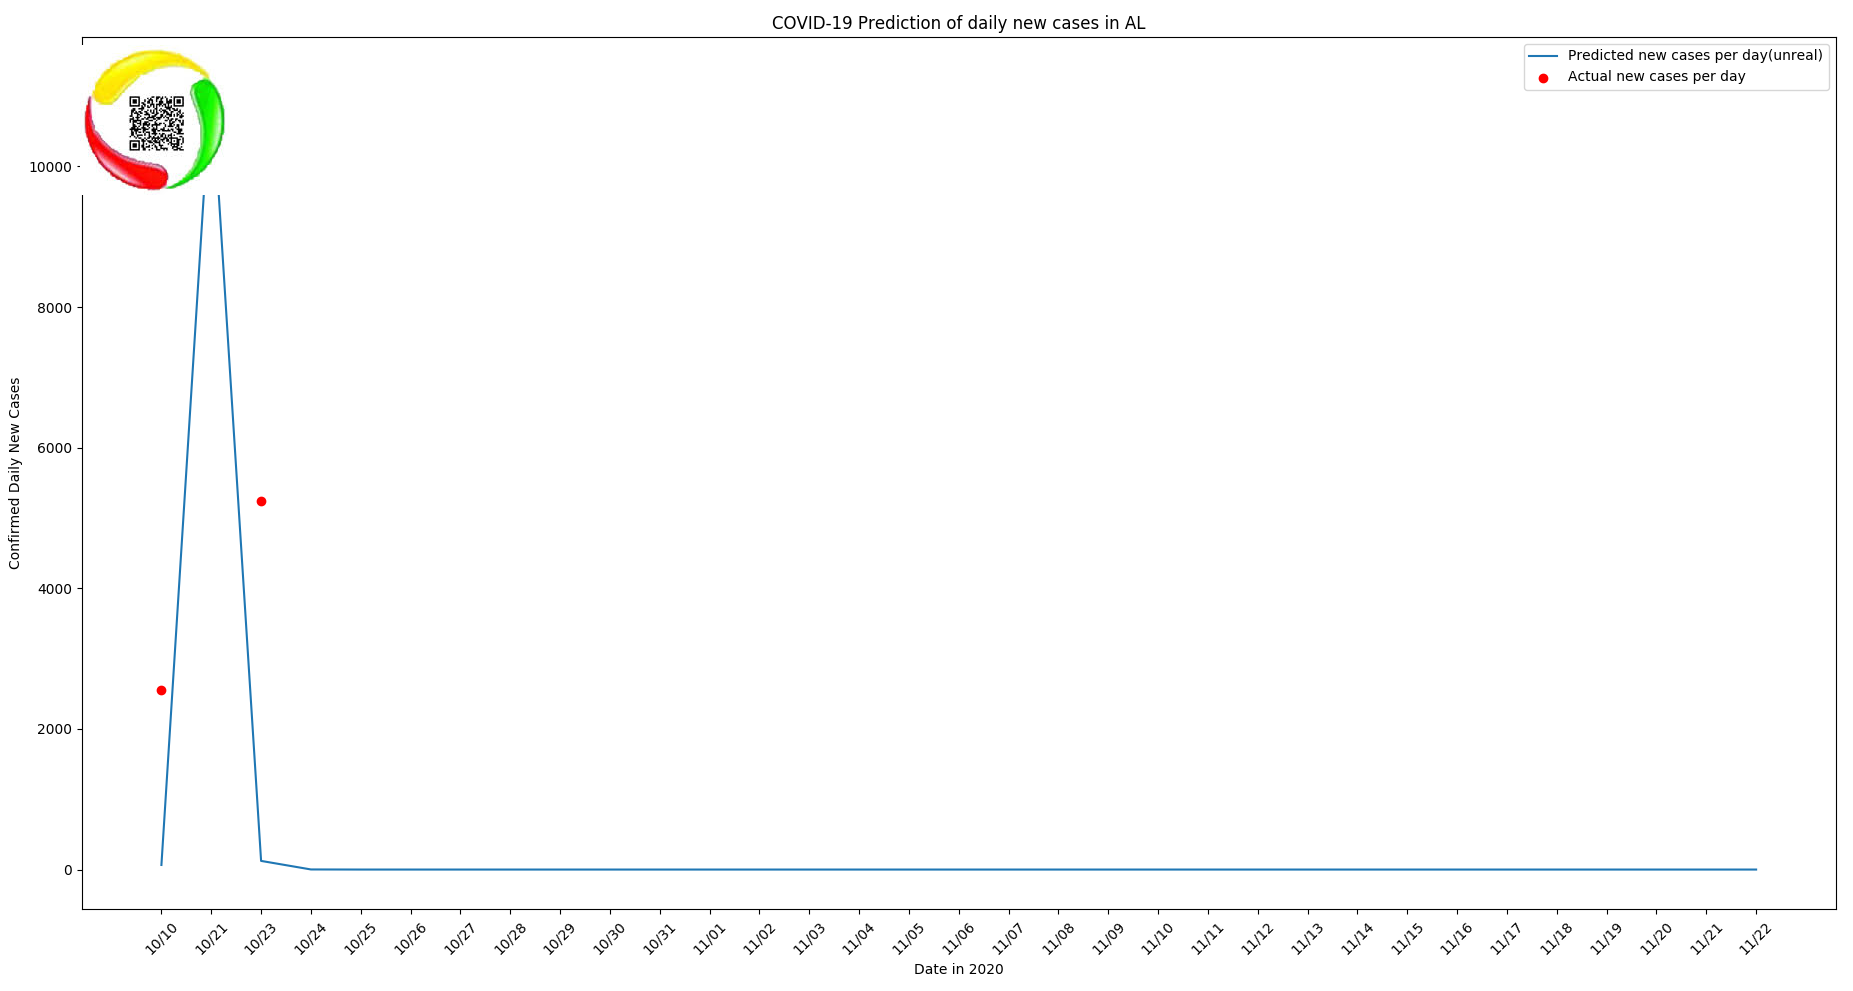 COVID-19 Prediction of daily new cases in AL
Predicted new cases per day(unreal)
Actual new cases per day
10000
8000
6000
4000
2000
0
Confirmed Daily New Cases
10/10 10/21 10/23 10/24 10/25 10/26 10/27 10/28 10/29 10/30 10/31 11/01 11/02 11/03 11/04 11/05 11/06 11/07 11/08 11/09 11/10 11/11 11/12 11/13 11/14 11/15 11/16 11/17 11/18 11/19 11/20 11/21 11/22
Date in 2020